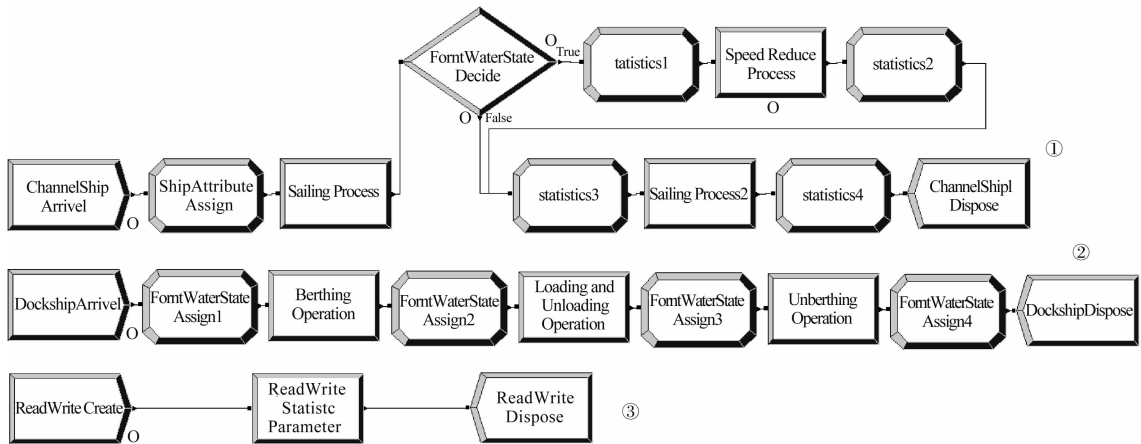 O
True
ForntWaterState
Decide
O
False
tatistics1
Speed Reduce
Process
O
statistics2
①
ChannelShip
Arrivel
O
ShipAttribute
Assign
Sailing Process
statistics3
Sailing Process2
statistics4
ChannelShipl
Dispose
②
DockshipArrivel
O
ForntWaterState
Assign1
Berthing
Operation
ForntWaterState
Assign2
Loading and
Unloading
Operation
ForntWaterState
Assign3
Unberthing
Operation
ForntWaterState
Assign4
DockshipDispose
ReadWrite Create
O
ReadWrite
Statistc
Parameter
ReadWrite
Dispose
③